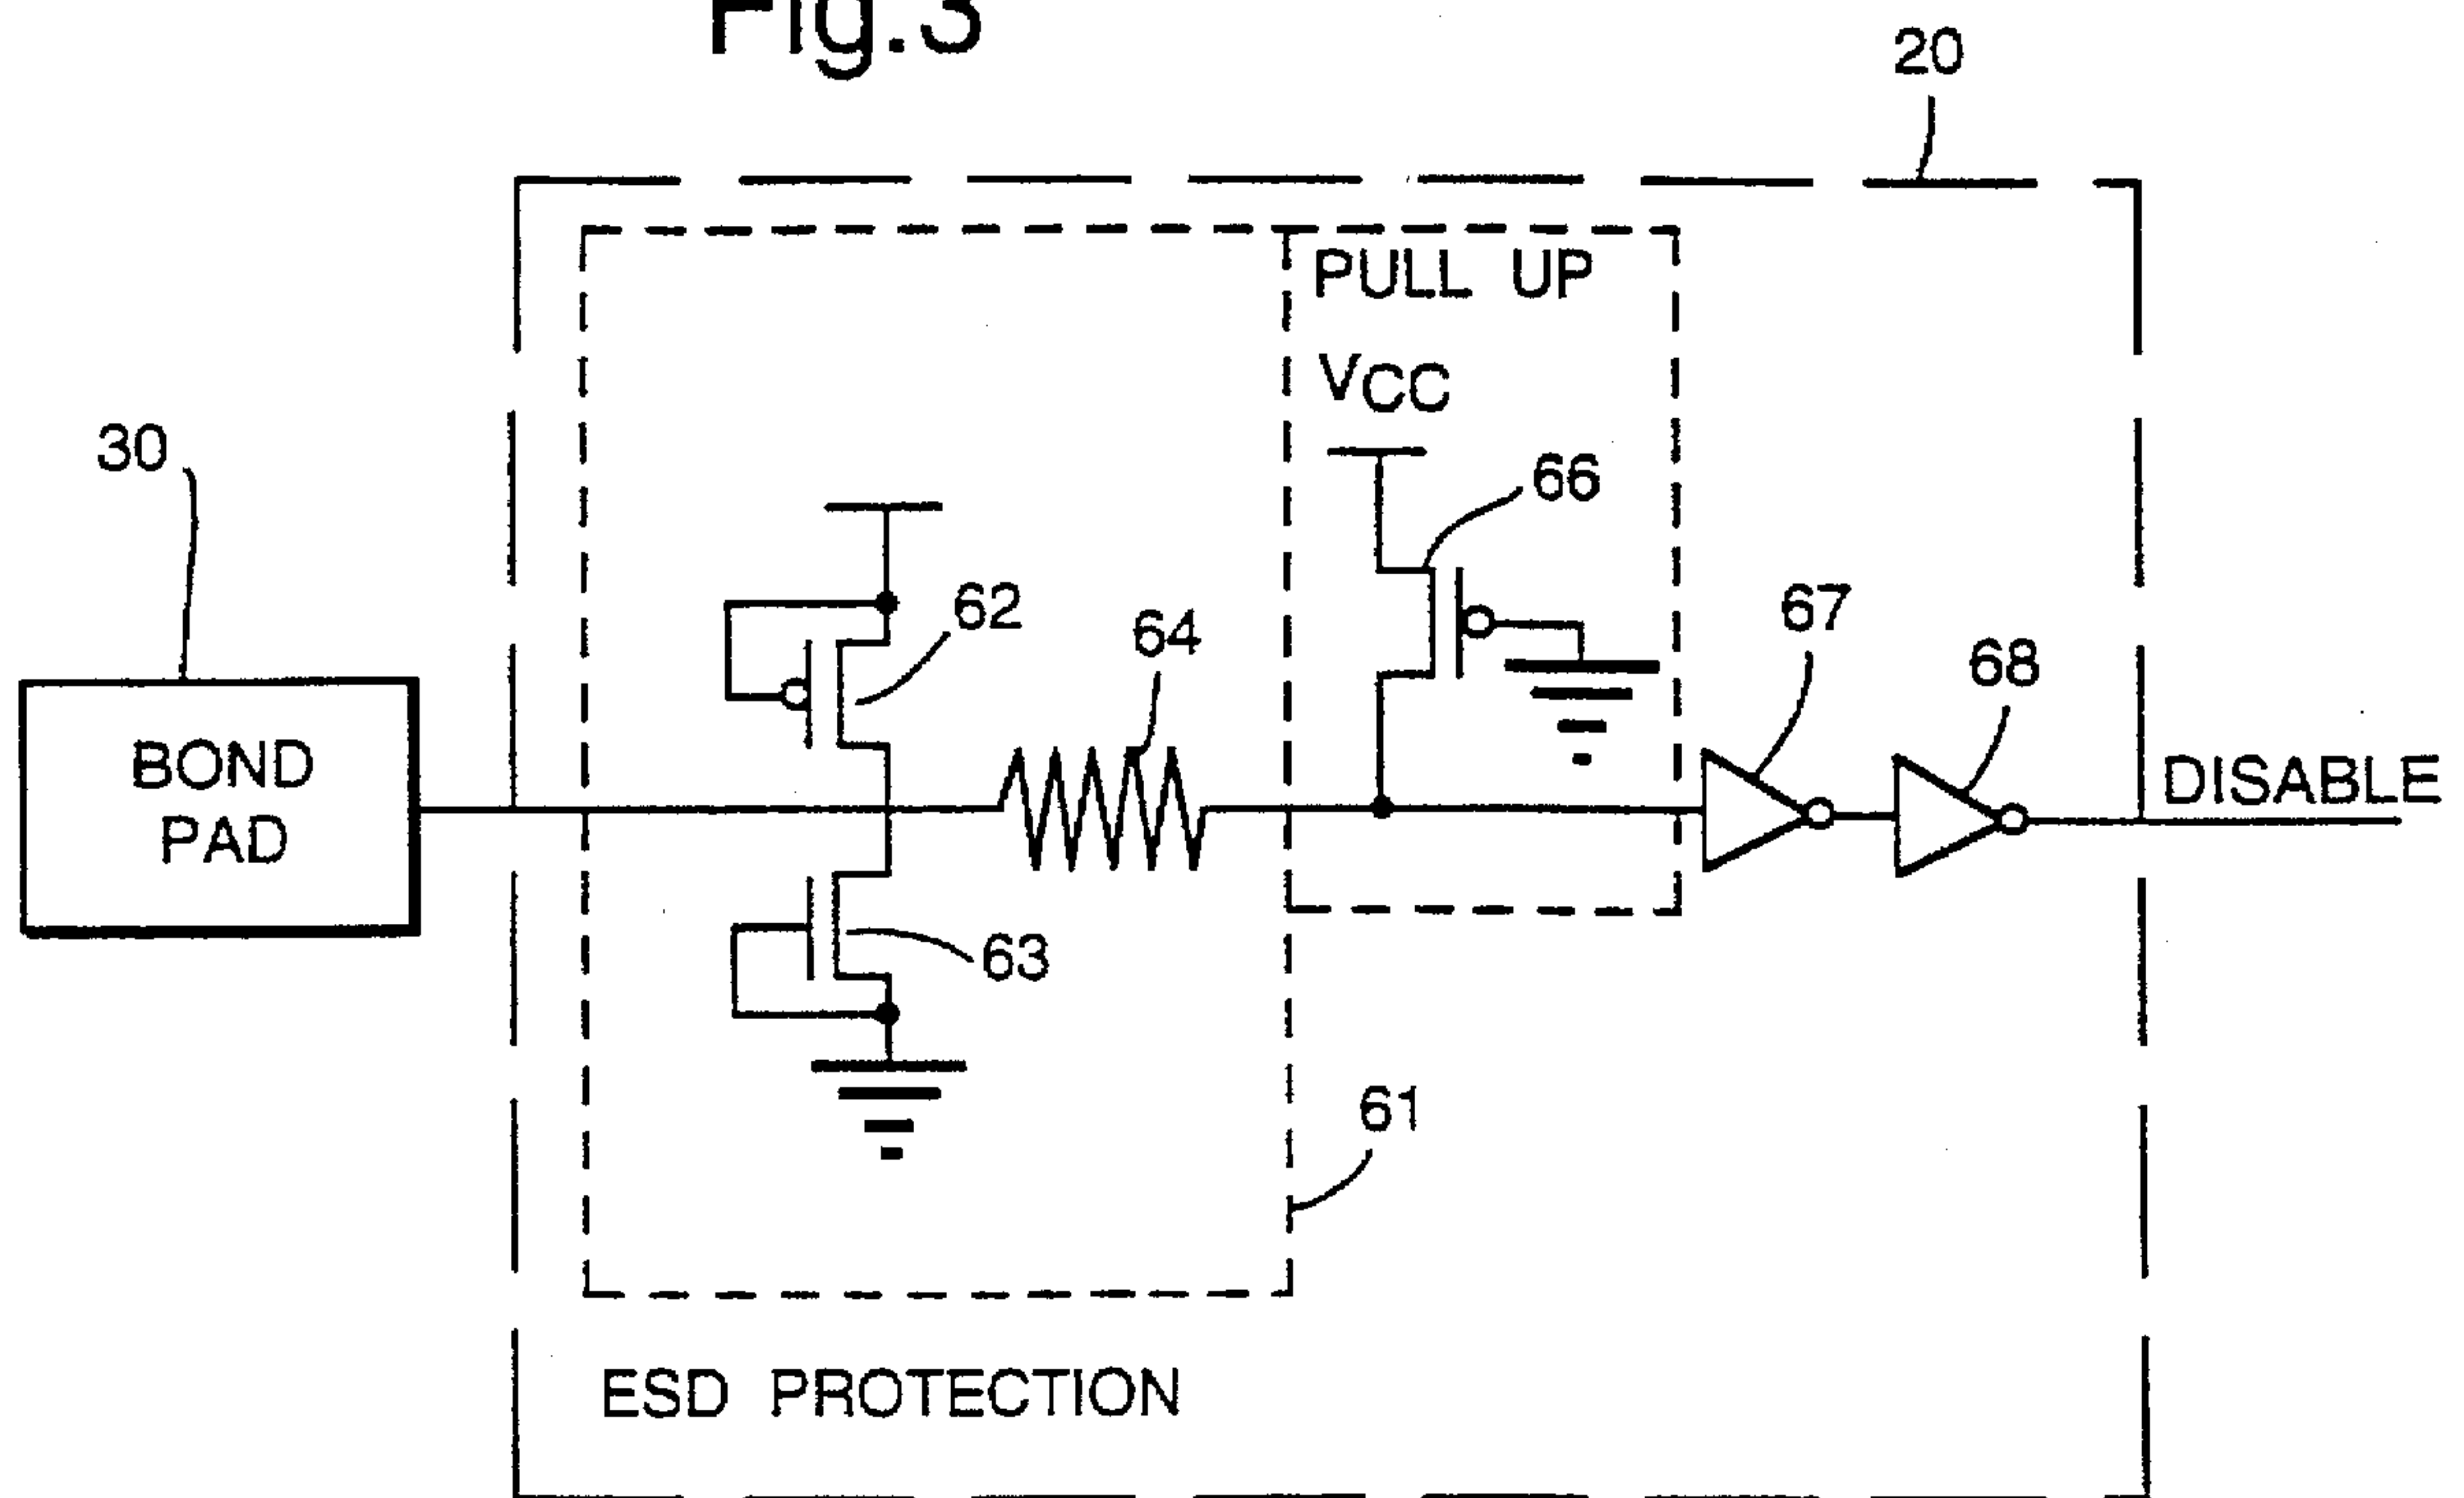 Fig.3
20
PULL UP
VCC
30
66
62
64
67
68
BOND
PAD
DISABLE
63
61
ESD PROTECTION